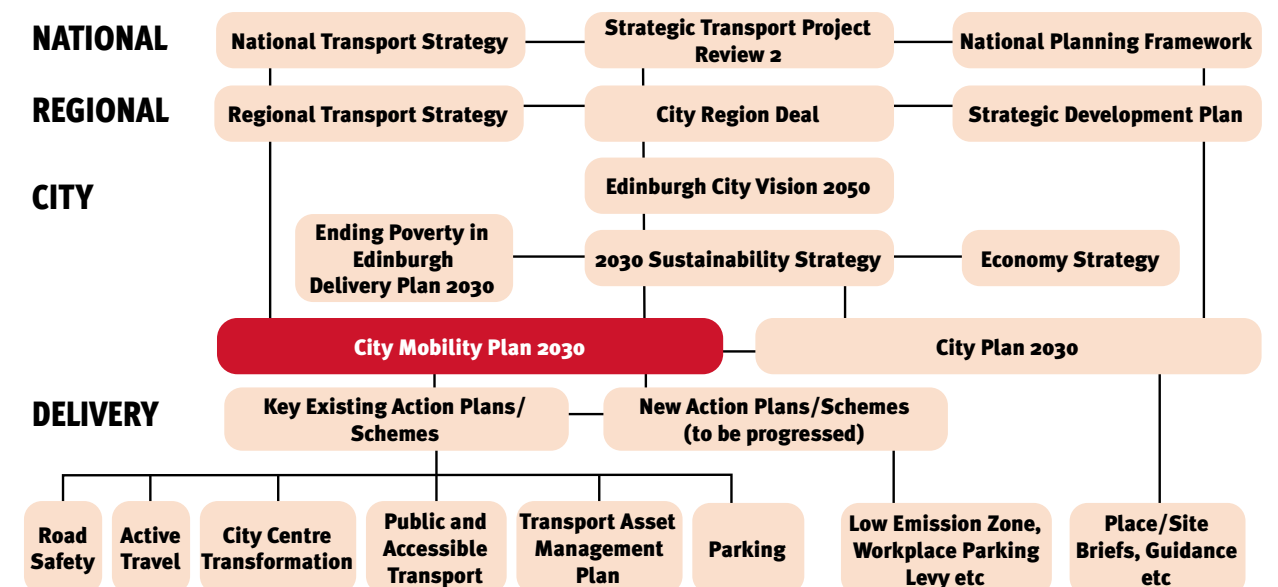 NATIONAL
National Transport Strategy
Strategic Transport Project
Review 2
National Planning Framework
REGIONAL
Regional Transport Strategy
City Region Deal
Strategic Development Plan
CITY
Edinburgh City Vision 2050
Ending Poverty in
Edinburgh
Delivery Plan 2030
2030 Sustainability Strategy
Economy Strategy
City Mobility Plan 2030
City Plan 2030
DELIVERY
Key Existing Action Plans/
Schemes
New Action Plans/Schemes
(to be progressed)
Road
Safety
Active
Travel
City Centre
Transformation
Public and
Accessible
Transport
Transport Asset
Management
Plan
Parking
Low Emission Zone,
Workplace Parking
Levy etc
Place/Site
Briefs, Guidance
etc